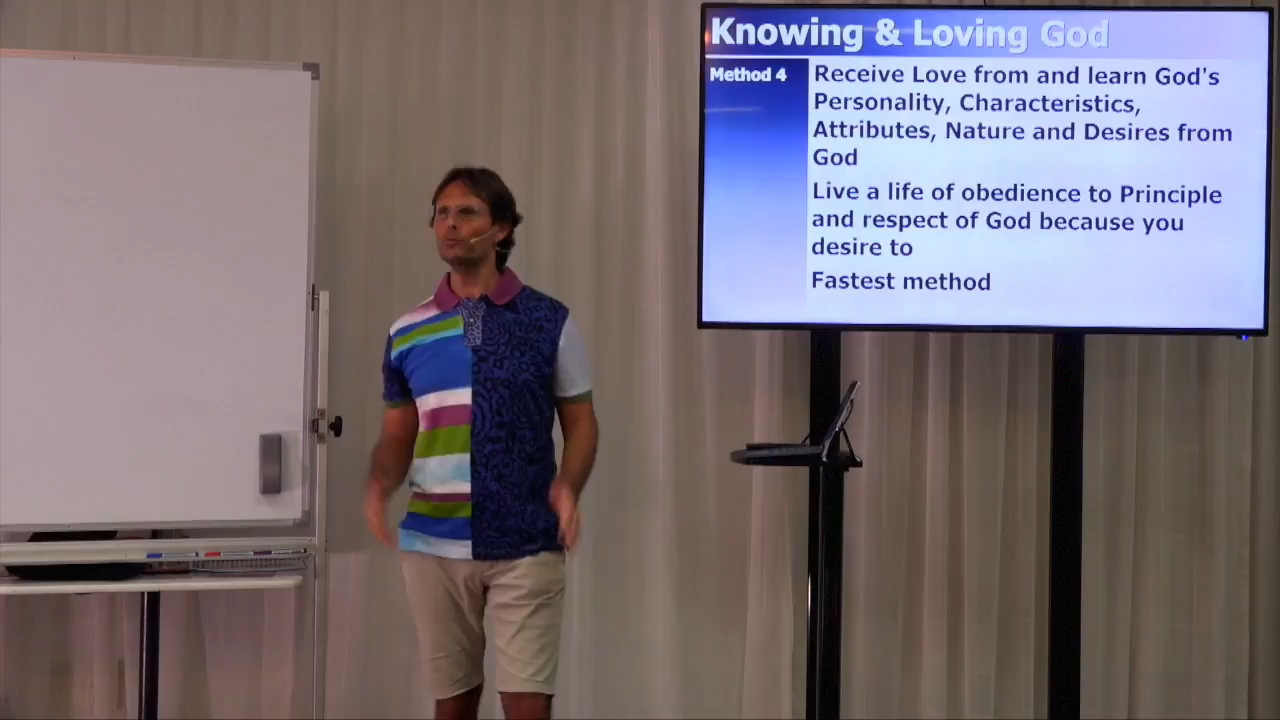 Knowing & Loving God
Method 4
Receive Love from and learn God's
Personality, Characteristics,
Attributes, Nature and Desires from
God
Live a life of obedience to Principle
and respect of God because you
desire to
Fastest method